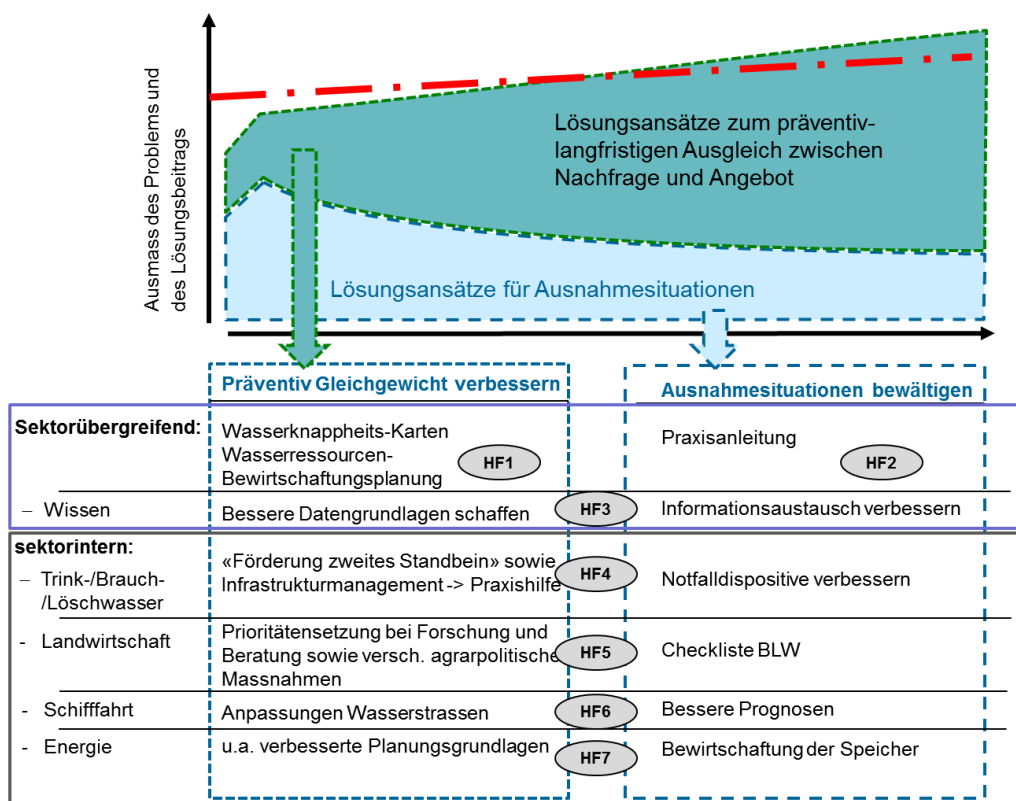 Ausmass des Problems und
des Lösungsbeitrags
Lösungsansätze zum präventiv-
langfristigen Ausgleich zwischen
Nachfrage und Angebot
Lösungsansätze für Ausnahmesituationen
Präventiv Gleichgewicht verbessern
Ausnahmesituationen bewältigen
Sektorübergreifend:
Wasserknappheits-Karten
Wasserressourcen-
Bewirtschaftungsplanung
HF1
Praxisanleitung
HF2
– Wissen
Bessere Datengrundlagen schaffen
HF3
Informationsaustausch verbessern
sektorintern:
– Trink-/Brauch-
/Löschwasser
«Förderung zweites Standbein» sowie
Infrastrukturmanagement -> Praxishilfe
HF4
Notfalldispositive verbessern
- Landwirtschaft
Prioritätensetzung bei Forschung und
Beratung sowie versch. agrarpolitische
Massnahmen
HF5
Checkliste BLW
- Schifffahrt
Anpassungen Wasserstrassen
HF6
Bessere Prognosen
- Energie
u.a. verbesserte Planungsgrundlagen
HF7
Bewirtschaftung der Speicher